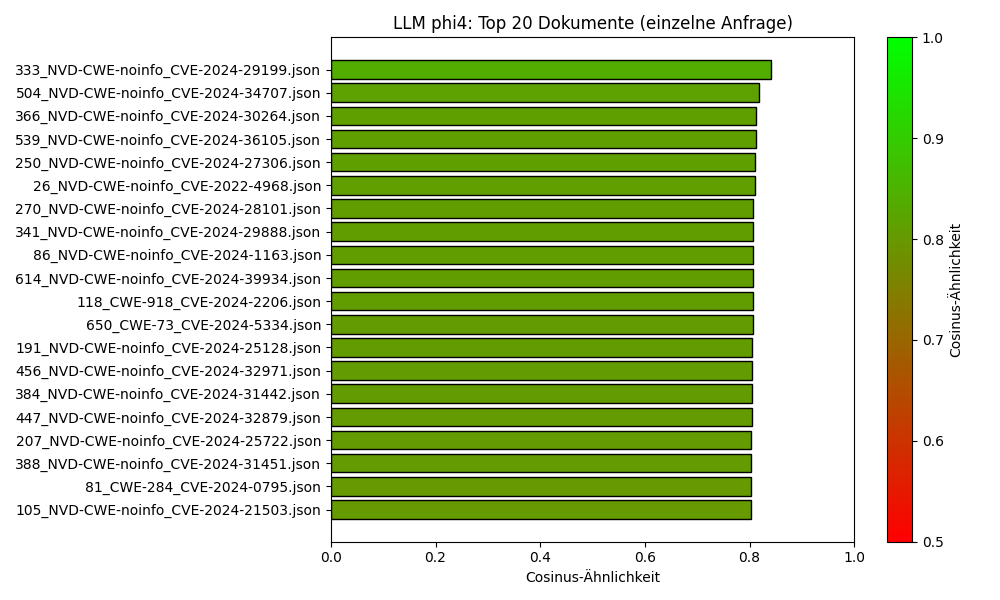 LLM phi4: Top 20 Dokumente (einzelne Anfrage)
333_NVD-CWE-noinfo_CVE-2024-29199.json
504_NVD-CWE-noinfo_CVE-2024-34707.json
366_NVD-CWE-noinfo_CVE-2024-30264.json
539_NVD-CWE-noinfo_CVE-2024-36105.json
250_NVD-CWE-noinfo_CVE-2024-27306.json
26_NVD-CWE-noinfo_CVE-2022-4968.json
270_NVD-CWE-noinfo_CVE-2024-28101.json
341_NVD-CWE-noinfo_CVE-2024-29888.json
86_NVD-CWE-noinfo_CVE-2024-1163.json
614_NVD-CWE-noinfo_CVE-2024-39934.json
118_CWE-918_CVE-2024-2206.json
650_CWE-73_CVE-2024-5334.json
191_NVD-CWE-noinfo_CVE-2024-25128.json
456_NVD-CWE-noinfo_CVE-2024-32971.json
384_NVD-CWE-noinfo_CVE-2024-31442.json
447_NVD-CWE-noinfo_CVE-2024-32879.json
207_NVD-CWE-noinfo_CVE-2024-25722.json
388_NVD-CWE-noinfo_CVE-2024-31451.json
81_CWE-284_CVE-2024-0795.json
105_NVD-CWE-noinfo_CVE-2024-21503.json
0.0 0.2 0.4 0.6 0.8 1.0
Cosinus-Ähnlichkeit
1.0
0.9
0.8
0.7
0.6
0.5
Cosinus-Ähnlichkeit